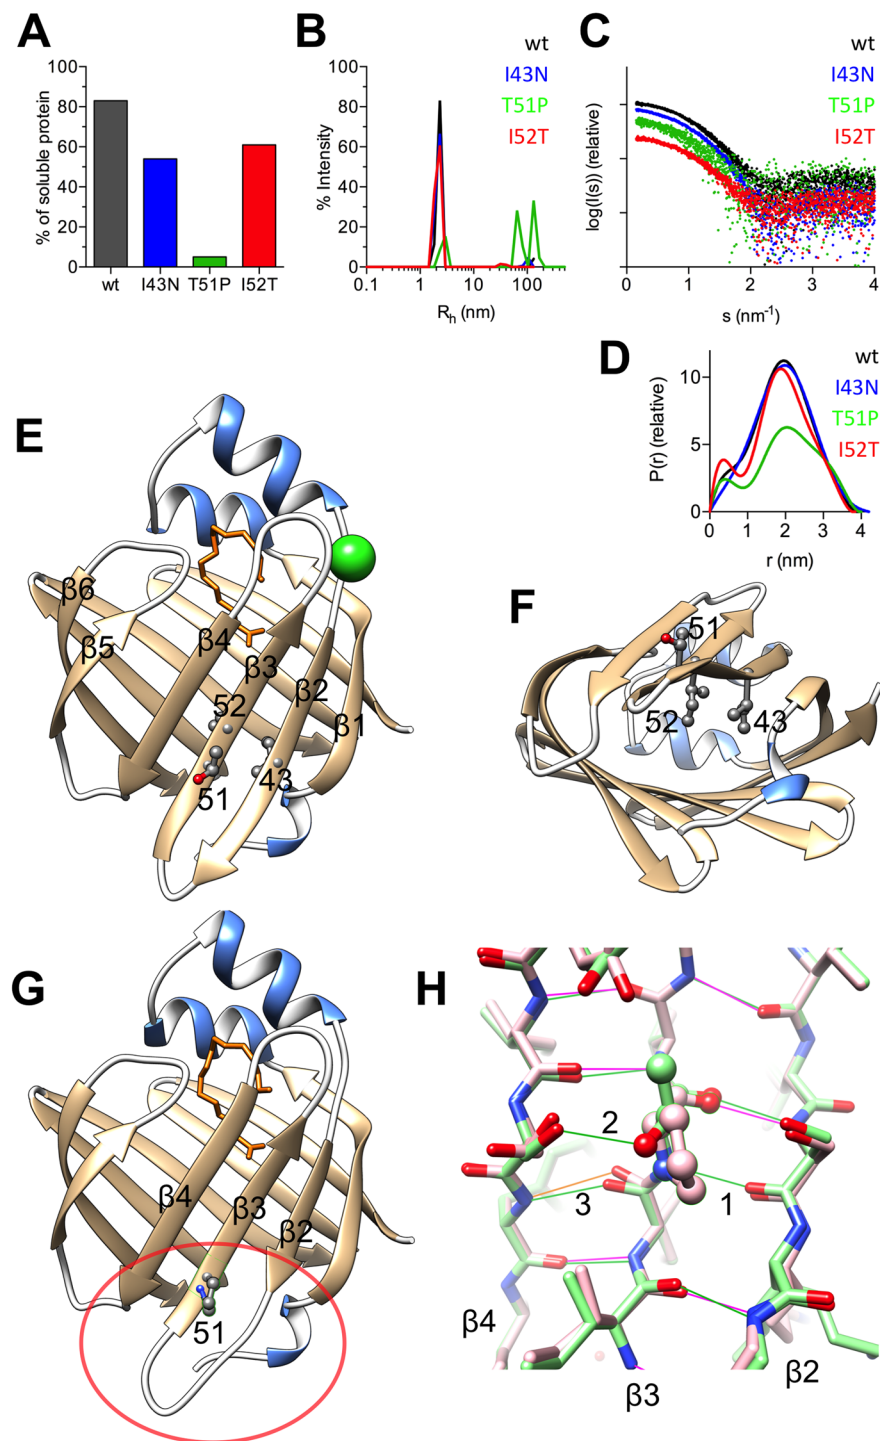 A
% of soluble protein
100
80
60
40
20
0
wt
I43N
T51P
I52T
B
wt
I43N
T51P
I52T
% Intensity
100
80
60
40
20
0
0.1
1
10
100
Rh (nm)
C
wt
I43N
T51P
I52T
log(I(s)) (relative)
0
1
2
3
4
s (nm-1)
D
wt
I43N
T51P
I52T
P(r) (relative)
10
5
0
0
1
2
3
4
r (nm)
E
β6
β5
β4
β3
β2
β1
52
51
43
F
51
52
43
G
β4
β3
β2
51
H
2
1
3
β4
β3
β2